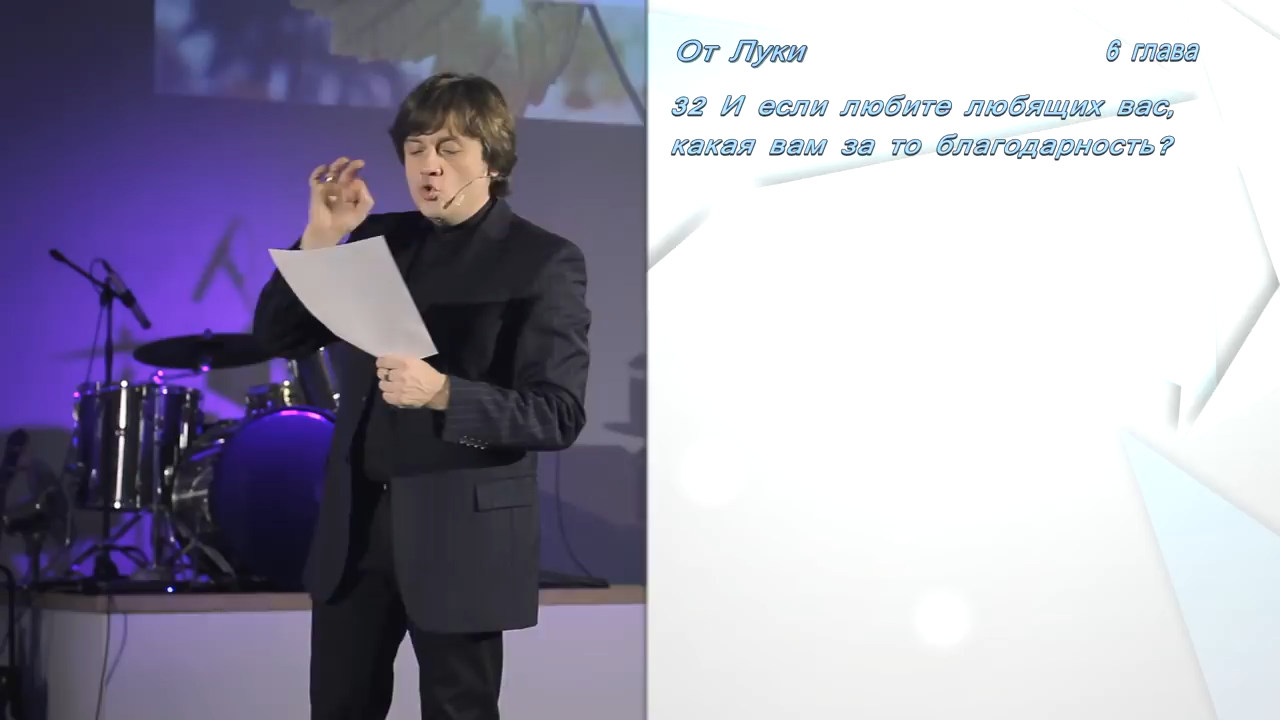 От Луки 6 глава
32 И если любите любящих вас,
какая вам за то благодарность?